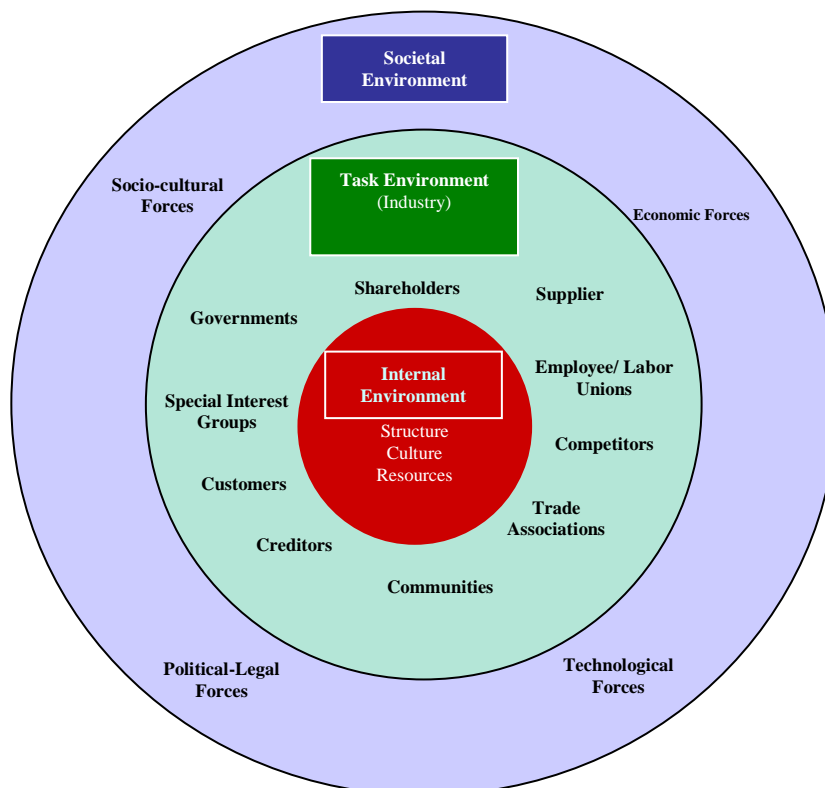 Societal
Environment
Task Environment
(Industry)
Socio-cultural
Forces
Economic Forces
Shareholders
Supplier
Governments
Internal
Environment
Employee/ Labor
Unions
Special Interest
Groups
Structure
Culture
Resources
Competitors
Customers
Trade
Associations
Creditors
Communities
Political-Legal
Forces
Technological
Forces